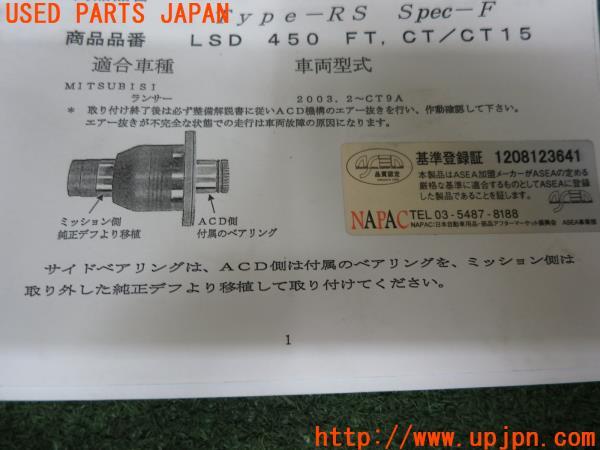 USED PARTS JAPAN
Type-RS Spec-F
商品品番 LSD 450 FT, CT/CT15
適合車種 車両型式
MITSUBISI
ランサー 2003. 2～CT9A
* 取り付け終了後は必ず整備解説書に従いACD機構のエアー抜きを行い、作動確認して下さい。
エアー抜きが不完全な状態での走行は車両故障の原因になります。
ミッション側
純正デフより移植
ACD側
付属のベアリング
ASEA
品質認定
基準登録証 1208123641
本製品はASEA加盟メーカーがASEAの定める
厳格な基準に適合するものとしてASEAに登録
した製品であることを証します。
NAPAC TEL 03-5487-8188
NAPAC:日本自動車用品・部品アフターマーケット振興会 ASEA事業部
サイドベアリングは、ACD側は付属のベアリングを、ミッション側は
取り外した純正デフより移植して取り付けてください。
1
UPJ
http://www.upjpn.com/